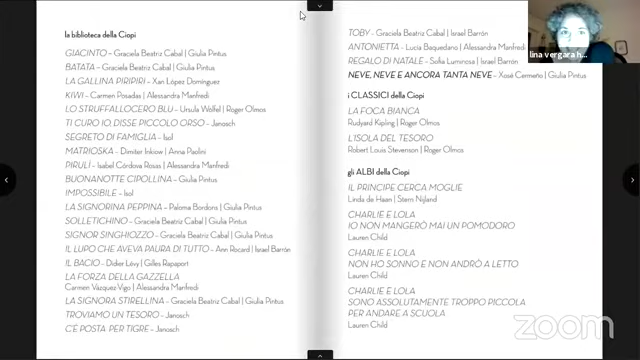 la biblioteca della Ciopi
GIACINTO – Graciela Beatriz Cabal | Giulia Pintus
BATATA – Graciela Beatriz Cabal | Giulia Pintus
LA GALLINA PIRIPIRI – Xan López Domínguez
KIWI – Carmen Posadas | Alessandra Manfredi
LO STRUFFALLOCERO BLU – Ursula Wölfel | Roger Olmos
TI CURO IO, DISSE PICCOLO ORSO – Janosch
SEGRETO DI FAMIGLIA – Isol
MATRIOSKA – Dimiter Inkiow | Anna Paolini
PIRULÍ – Isabel Córdova Rosas | Alessandra Manfredi
BUONANOTTE CIPOLLINA – Giulia Pintus
IMPOSSIBILE – Isol
LA SIGNORINA PEPPINA – Paloma Bordons | Giulia Pintus
SOLLETICHINO – Graciela Beatriz Cabal | Giulia Pintus
SIGNOR SINGHIOZZO – Graciela Beatriz Cabal | Giulia Pintus
IL LUPO CHE AVEVA PAURA DI TUTTO – Ann Rocard | Israel Barrón
IL BACIO – Didier Lévy | Gilles Rapaport
LA FORZA DELLA GAZZELLA
Carmen Vázquez-Vigo | Alessandra Manfredi
LA SIGNORA STIRELLINA – Graciela Beatriz Cabal | Giulia Pintus
TROVIAMO UN TESORO – Janosch
C'È POSTA PER TIGRE – Janosch
TOBY – Graciela Beatriz Cabal | Israel Barrón
ANTONIETTA – Lucía Baquedano | Alessandra Manfredi
REGALO DI NATALE – Sofía Luminosa | Israel Barrón
NEVE, NEVE E ANCORA TANTA NEVE – Xosé Cermeño | Giulia Pintus
i CLASSICI della Ciopi
LA FOCA BIANCA
Rudyard Kipling | Roger Olmos
L'ISOLA DEL TESORO
Robert Louis Stevenson | Roger Olmos
gli ALBI della Ciopi
IL PRINCIPE CERCA MOGLIE
Linda de Haan | Stern Nijland
CHARLIE E LOLA
IO NON MANGERÒ MAI UN POMODORO
Lauren Child
CHARLIE E LOLA
NON HO SONNO E NON ANDRÒ A LETTO
Lauren Child
CHARLIE E LOLA
SONO ASSOLUTAMENTE TROPPO PICCOLA
PER ANDARE A SCUOLA
Lauren Child
lina vergara h...
zoom